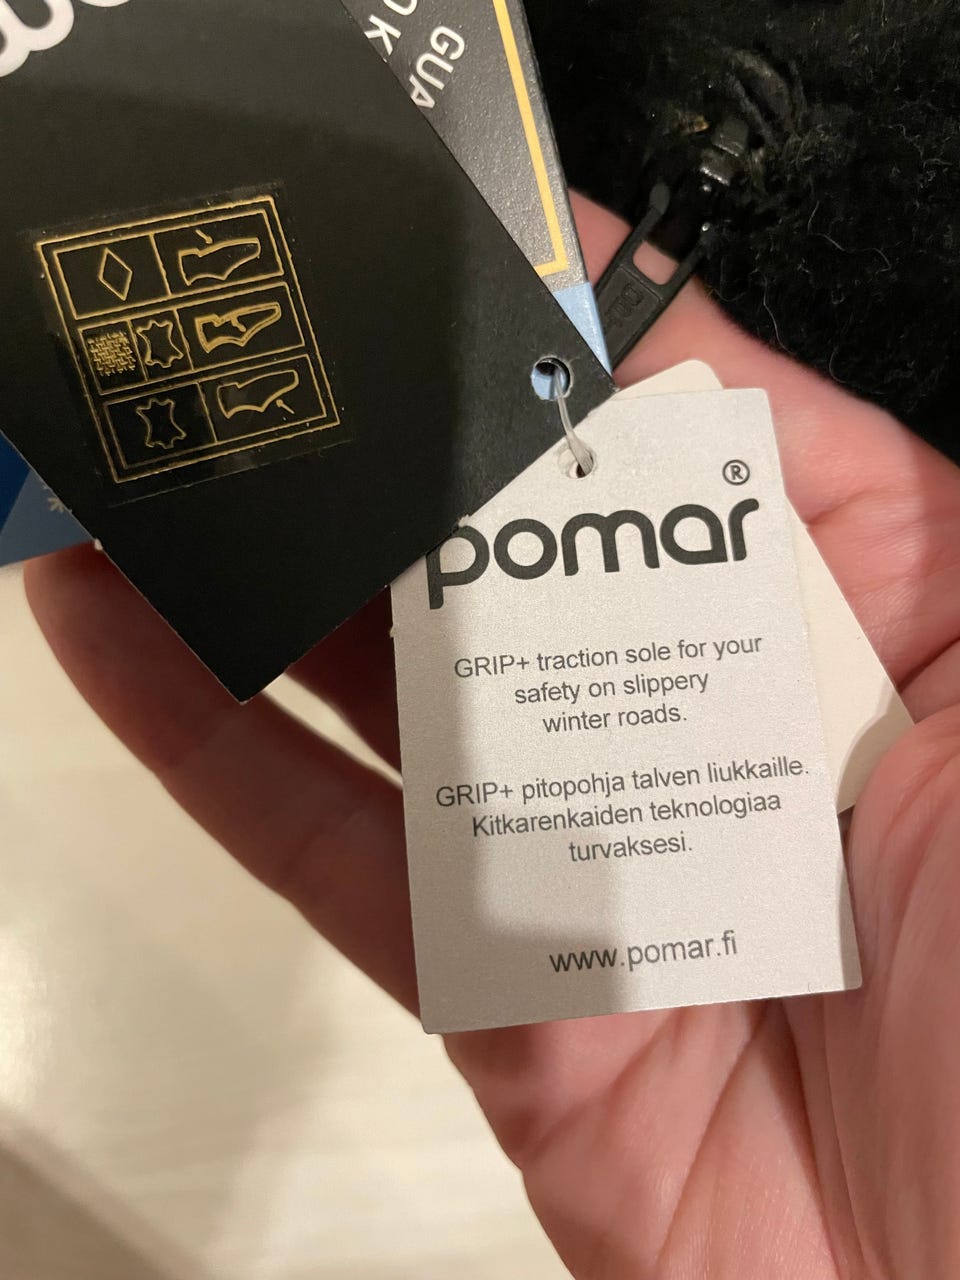 GUA
O K
pomar®
GRIP+ traction sole for your
safety on slippery
winter roads.
GRIP+ pitopohja talven liukkaille.
Kitkarenkaiden teknologiaa
turvaksesi.
www.pomar.fi